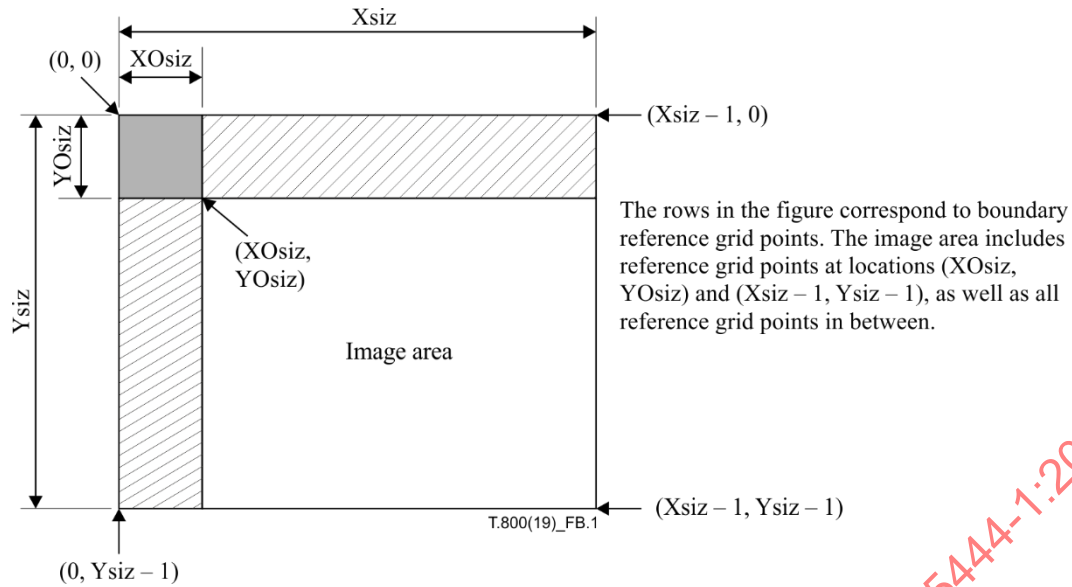 Xsiz
XOsiz
(0, 0)
(Xsiz – 1, 0)
YOsiz
Ysiz
(XOsiz,
YOsiz)
The rows in the figure correspond to boundary
reference grid points. The image area includes
reference grid points at locations (XOsiz,
YOsiz) and (Xsiz – 1, Ysiz – 1), as well as all
reference grid points in between.
Image area
(Xsiz – 1, Ysiz – 1)
T.800(19)_FB.1
(0, Ysiz – 1)
5444-1:20